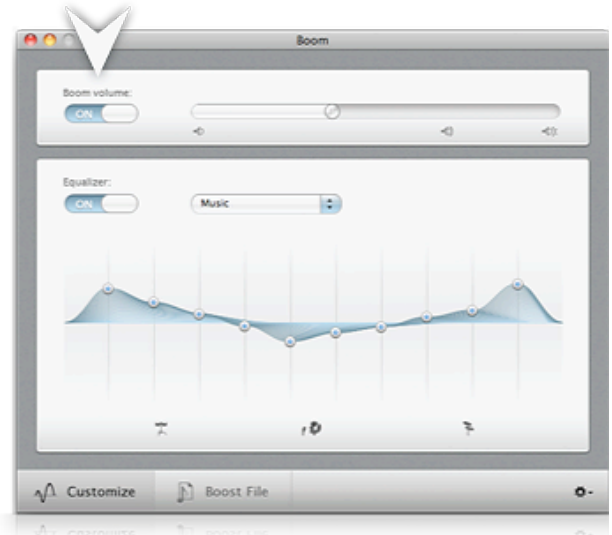 Boom
Boom volume:
ON
Equalizer:
ON
Music
Customize
Boost File